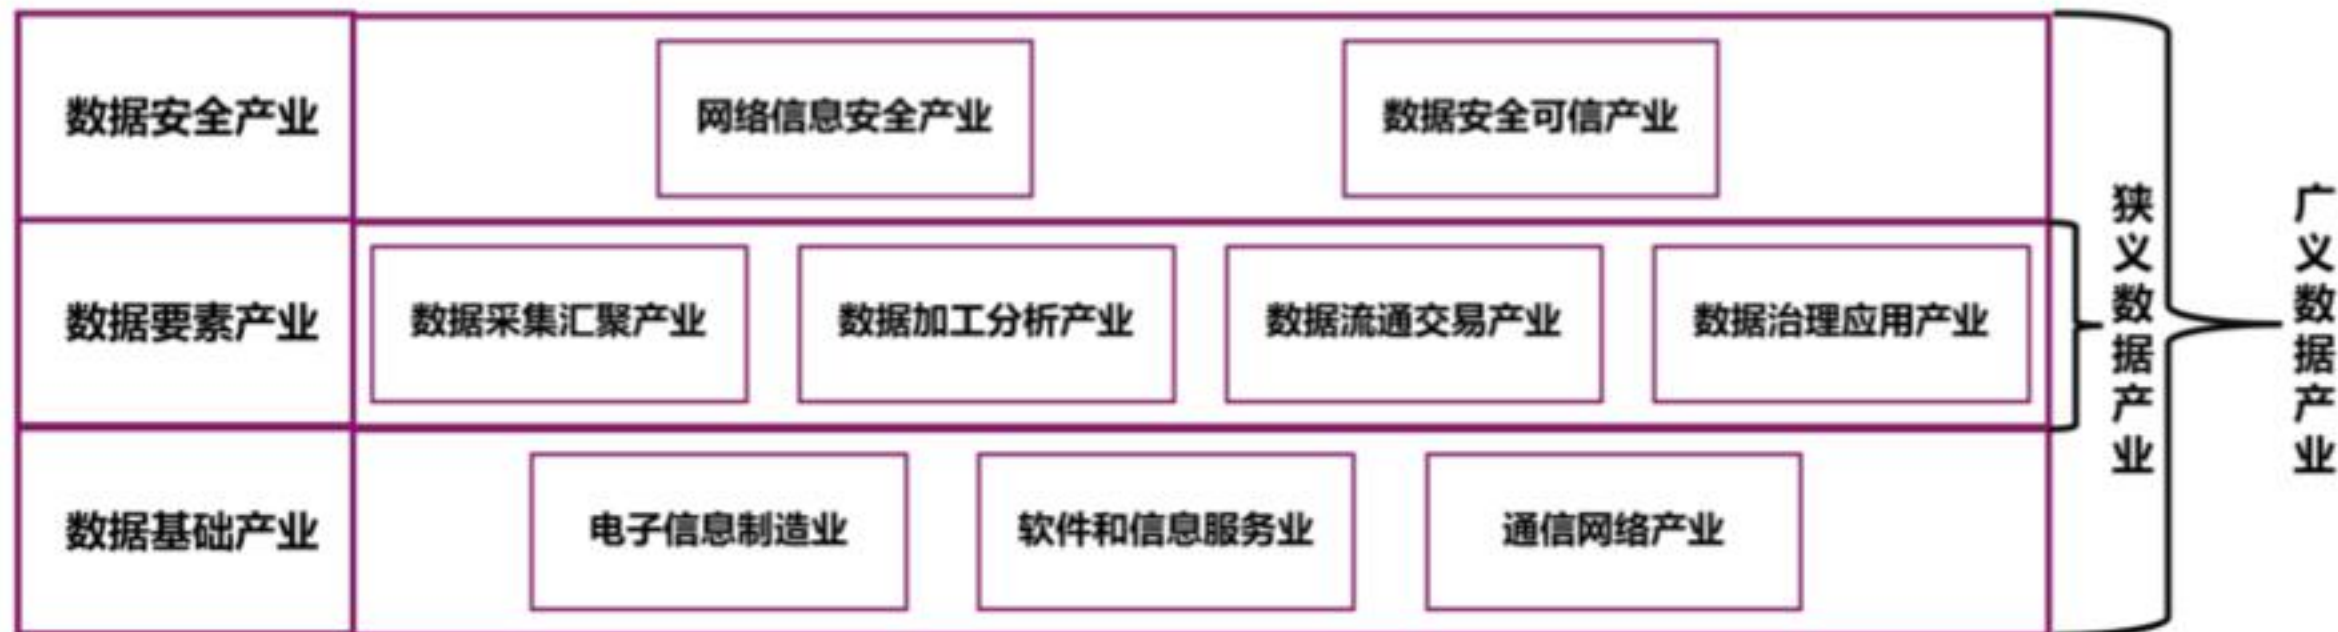 数据安全产业
网络信息安全产业
数据安全可信产业
数据要素产业
数据采集汇聚产业
数据加工分析产业
数据流通交易产业
数据治理应用产业
数据基础产业
电子信息制造业
软件和信息服务业
通信网络产业
狭义数据产业
广义数据产业